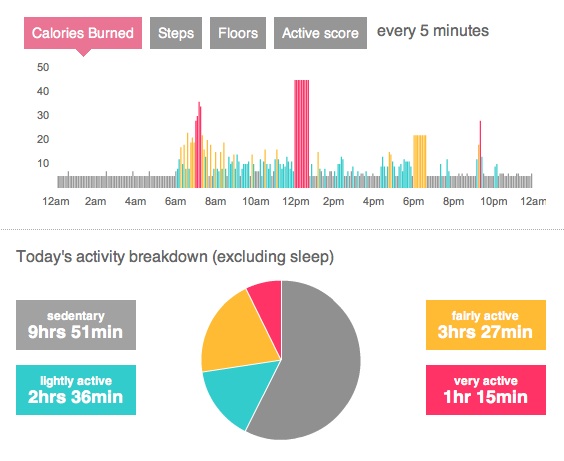 Calories Burned Steps Floors Active score every 5 minutes
50
40
30
20
10
12am 2am 4am 6am 8am 10am 12pm 2pm 4pm 6pm 8pm 10pm 12am
Today's activity breakdown (excluding sleep)
sedentary
9hrs 51min
fairly active
3hrs 27min
lightly active
2hrs 36min
very active
1hr 15min